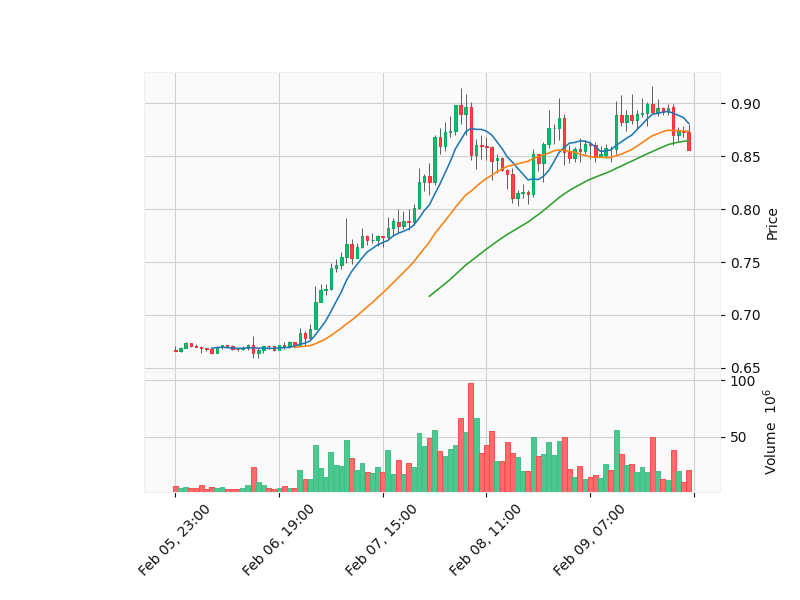 0.90
0.85
0.80
0.75
0.70
0.65
Price
100
50
Volume 10^6
Feb 05, 23:00
Feb 06, 19:00
Feb 07, 15:00
Feb 08, 11:00
Feb 09, 07:00